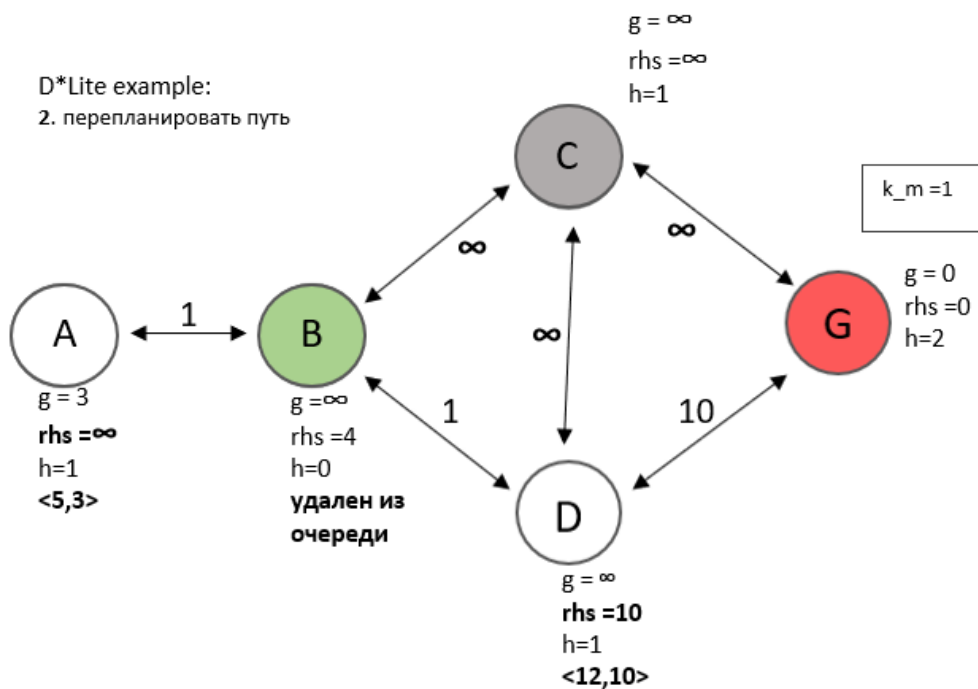 D*Lite example:
2. перепланировать путь
g = ∞
rhs =∞
h=1
C
k_m =1
∞
∞
A
1
B
∞
G
g = 0
rhs =0
h=2
g = 3
rhs =∞
h=1
<5,3>
g =∞
rhs =4
h=0
удален из
очереди
1
10
D
g = ∞
rhs =10
h=1
<12,10>